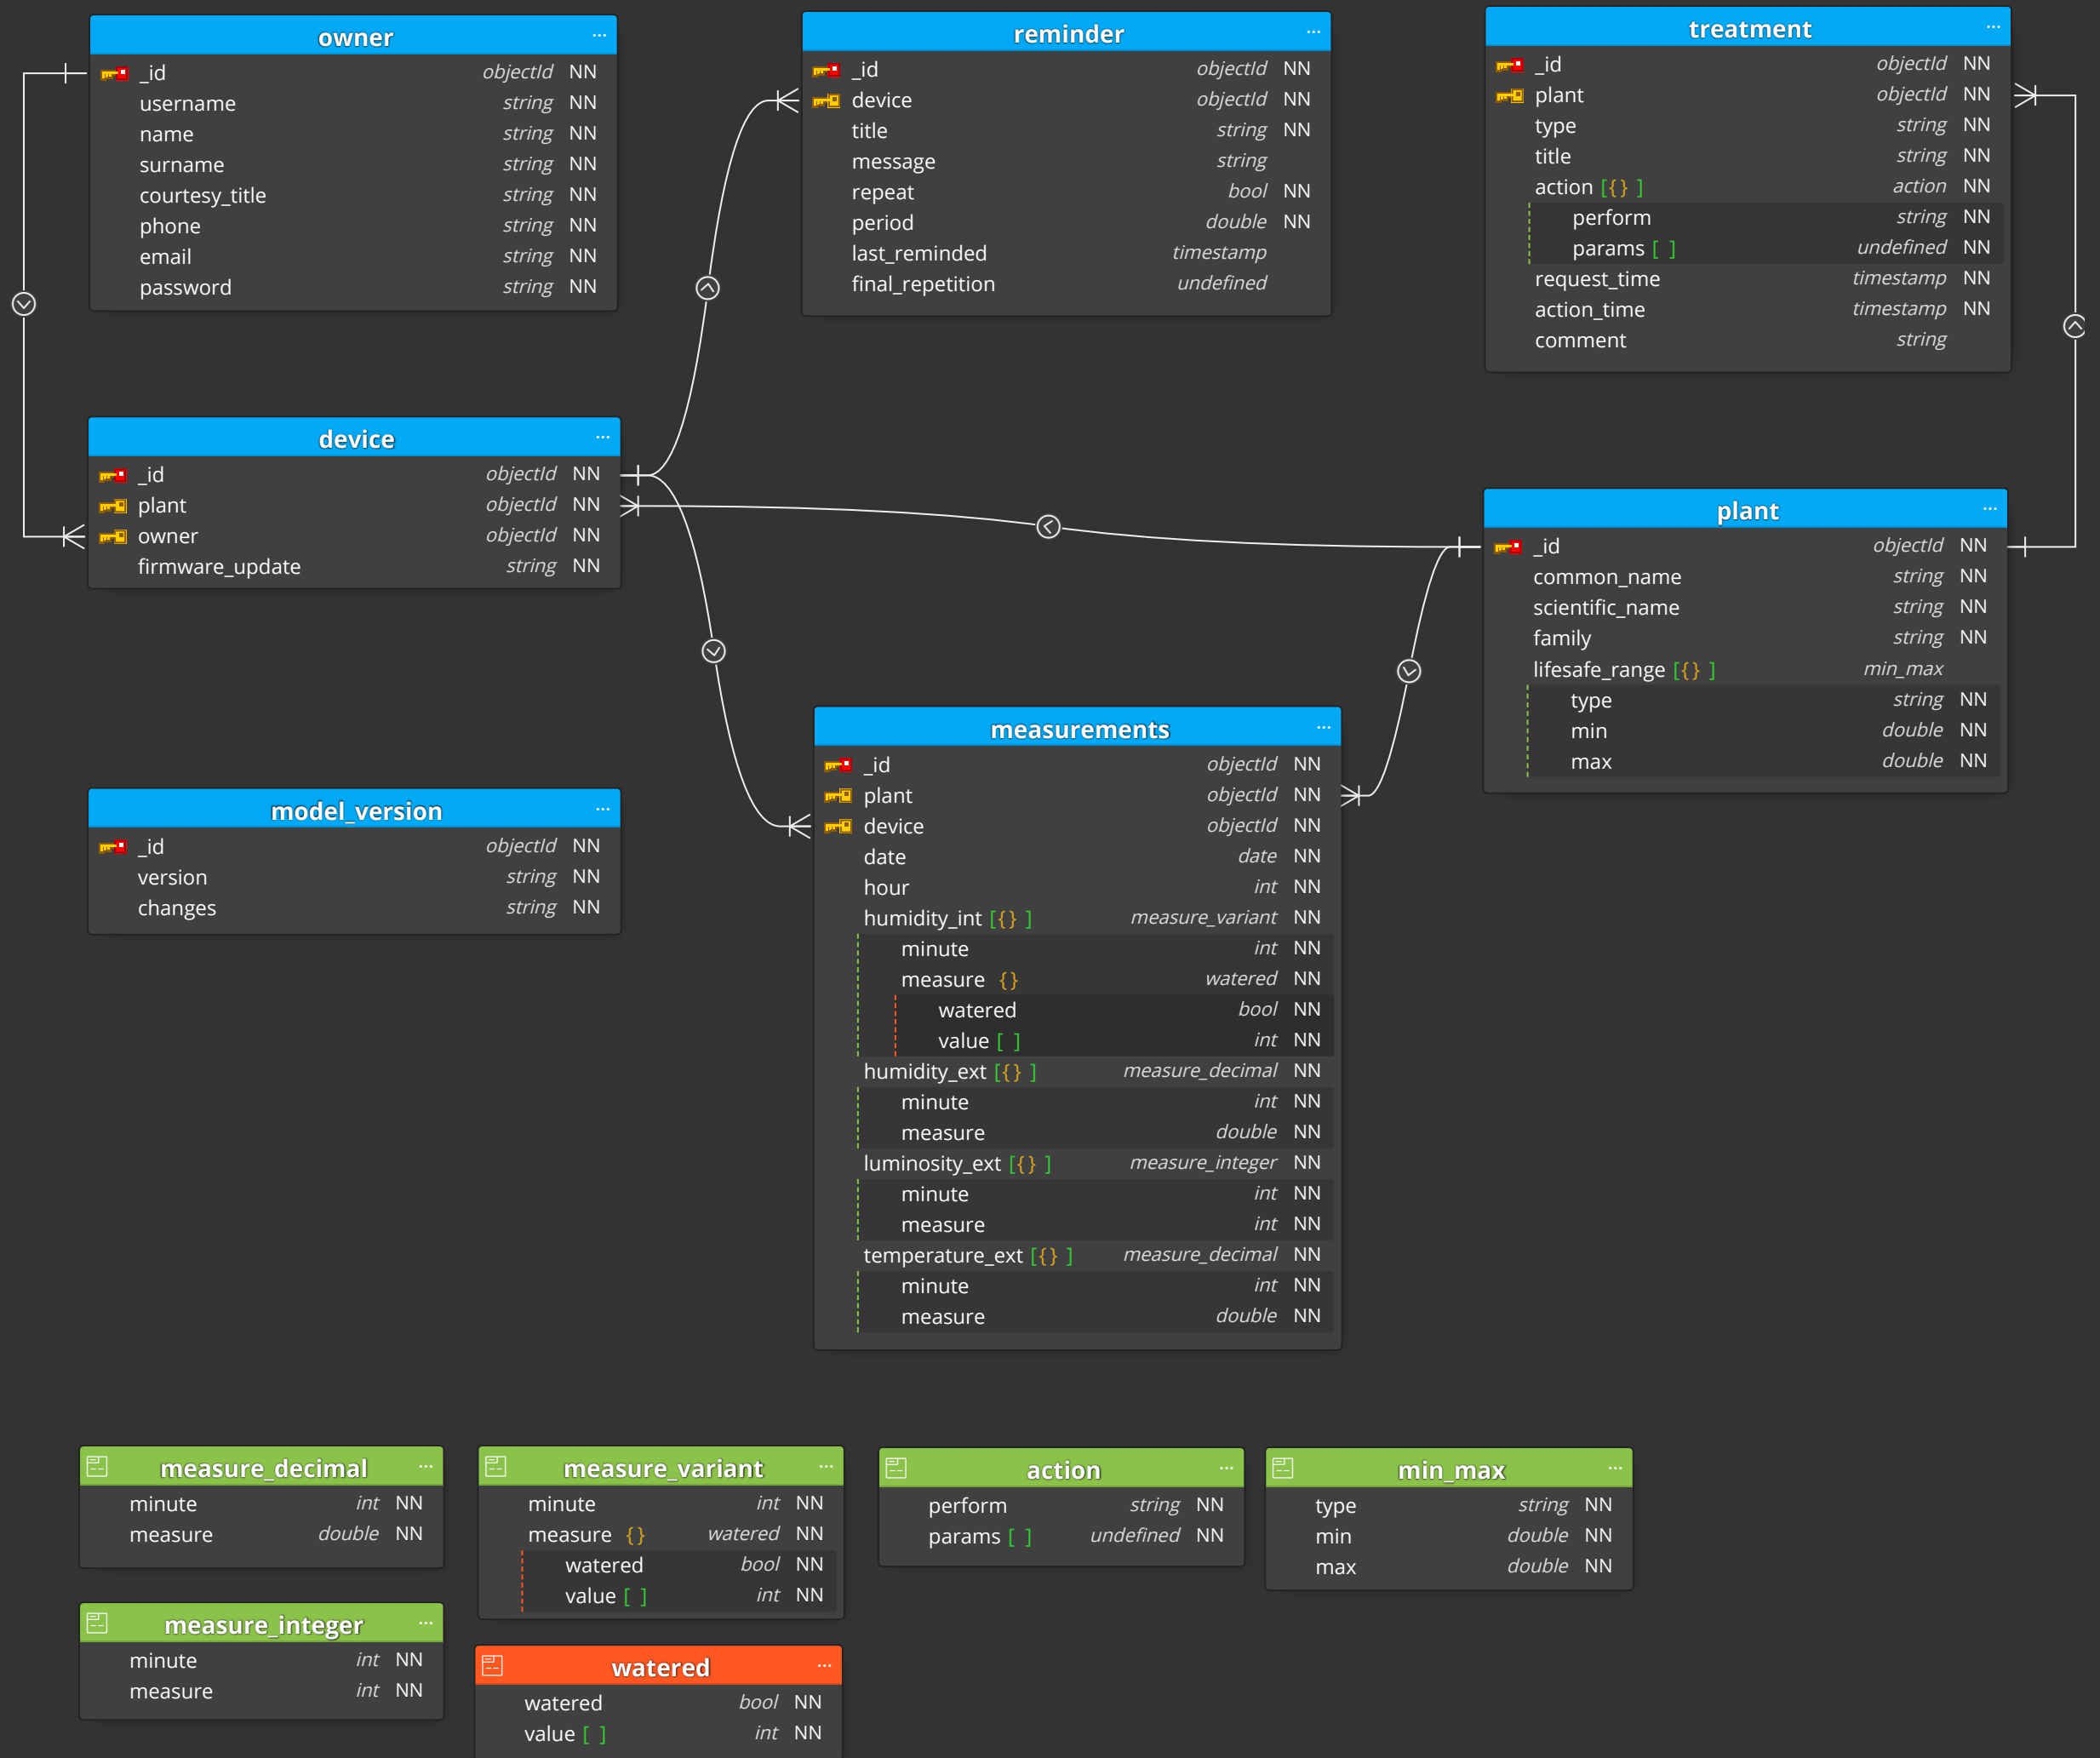 owner ...
_id objectId NN
username string NN
name string NN
surname string NN
courtesy_title string NN
phone string NN
email string NN
password string NN
reminder ...
_id objectId NN
device objectId NN
title string NN
message string
repeat bool NN
period double NN
last_reminded timestamp
final_repetition undefined
treatment ...
_id objectId NN
plant objectId NN
type string NN
title string NN
action [{} ] action NN
perform string NN
params [ ] undefined NN
request_time timestamp NN
action_time timestamp NN
comment string
device ...
_id objectId NN
plant objectId NN
owner objectId NN
firmware_update string NN
plant ...
_id objectId NN
common_name string NN
scientific_name string NN
family string NN
lifesafe_range [{} ] min_max
type string NN
min double NN
max double NN
measurements ...
_id objectId NN
plant objectId NN
device objectId NN
date date NN
hour int NN
humidity_int [{} ] measure_variant NN
minute int NN
measure {} watered NN
watered bool NN
value [ ] int NN
humidity_ext [{} ] measure_decimal NN
minute int NN
measure double NN
luminosity_ext [{} ] measure_integer NN
minute int NN
measure int NN
temperature_ext [{} ] measure_decimal NN
minute int NN
measure double NN
model_version ...
_id objectId NN
version string NN
changes string NN
measure_decimal ...
minute int NN
measure double NN
measure_variant ...
minute int NN
measure {} watered NN
watered bool NN
value [ ] int NN
action ...
perform string NN
params [ ] undefined NN
min_max ...
type string NN
min double NN
max double NN
measure_integer ...
minute int NN
measure int NN
watered ...
watered bool NN
value [ ] int NN